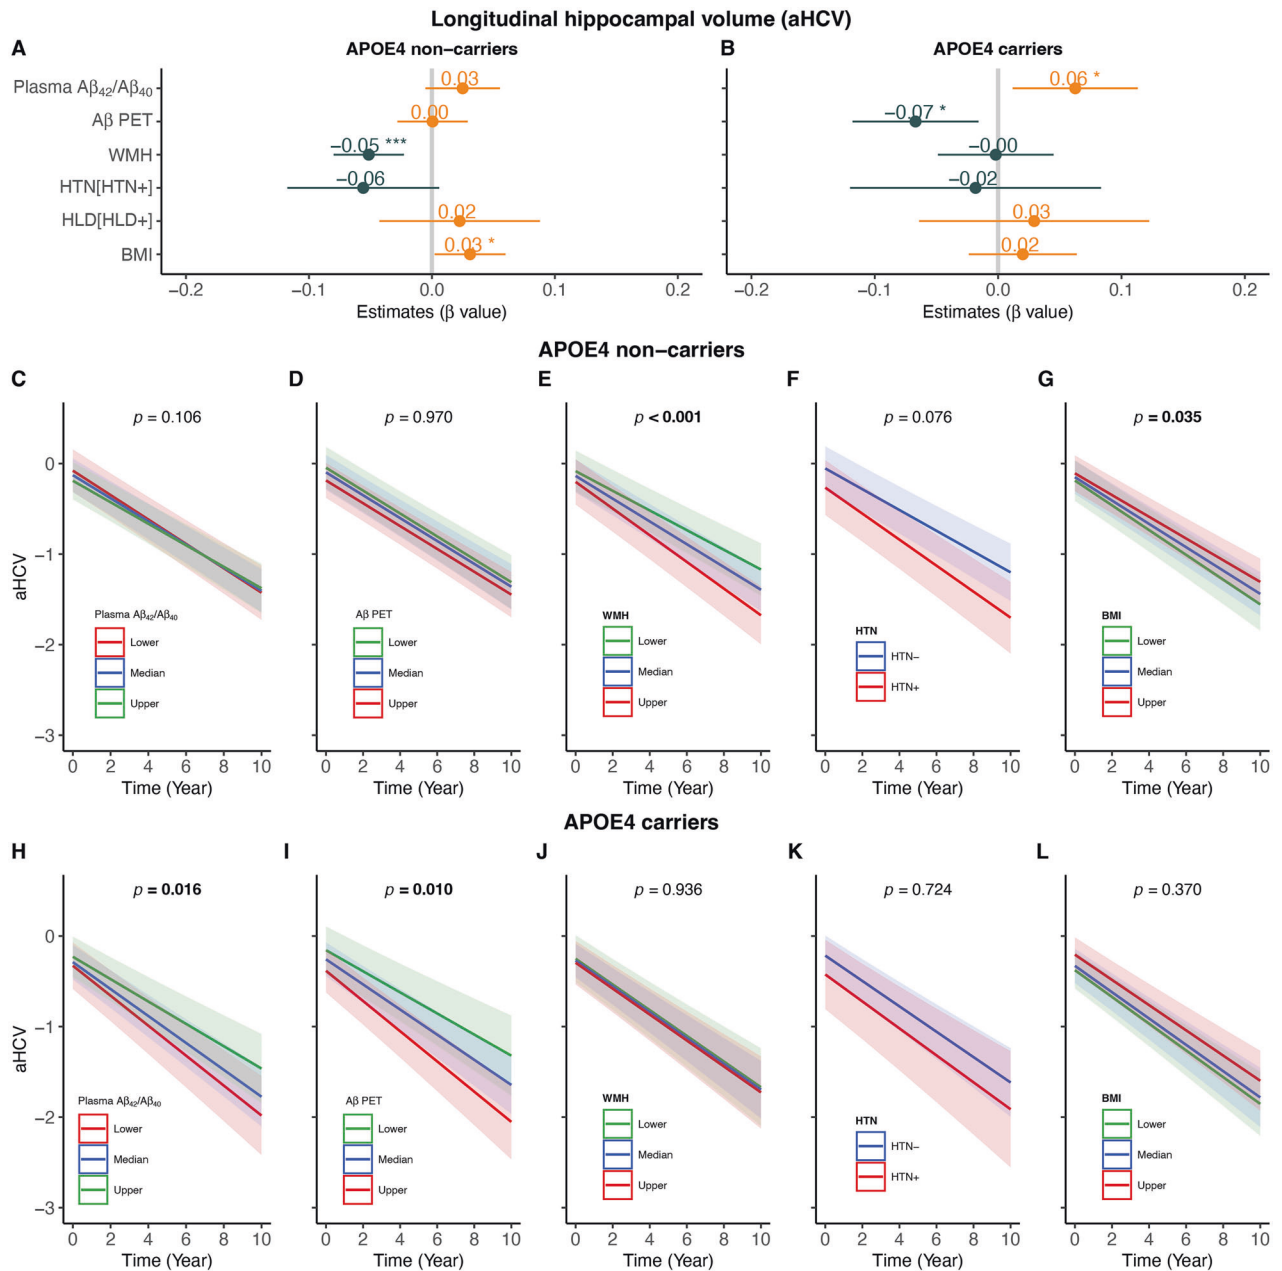 Longitudinal hippocampal volume (aHCV)
A
APOE4 non−carriers
Plasma Aβ42/Aβ40
Aβ PET
WMH
HTN[HTN+]
HLD[HLD+]
BMI
0.03
0.00
−0.05 ***
−0.06
0.02
0.03 *
−0.2 −0.1 0.0 0.1 0.2
Estimates (β value)
B
APOE4 carriers
0.06 *
−0.07 *
−0.00
−0.02
0.03
0.02
−0.2 −0.1 0.0 0.1 0.2
Estimates (β value)
APOE4 non−carriers
C
p = 0.106
0
−1
−2
−3
aHCV
Plasma Aβ42/Aβ40
Lower
Median
Upper
0 2 4 6 8 10
Time (Year)
D
p = 0.970
Aβ PET
Lower
Median
Upper
0 2 4 6 8 10
Time (Year)
E
p < 0.001
WMH
Lower
Median
Upper
0 2 4 6 8 10
Time (Year)
F
p = 0.076
HTN
HTN−
HTN+
0 2 4 6 8 10
Time (Year)
G
p = 0.035
BMI
Lower
Median
Upper
0 2 4 6 8 10
Time (Year)
APOE4 carriers
H
p = 0.016
0
−1
−2
−3
aHCV
Plasma Aβ42/Aβ40
Lower
Median
Upper
0 2 4 6 8 10
Time (Year)
I
p = 0.010
Aβ PET
Lower
Median
Upper
0 2 4 6 8 10
Time (Year)
J
p = 0.936
WMH
Lower
Median
Upper
0 2 4 6 8 10
Time (Year)
K
p = 0.724
HTN
HTN−
HTN+
0 2 4 6 8 10
Time (Year)
L
p = 0.370
BMI
Lower
Median
Upper
0 2 4 6 8 10
Time (Year)